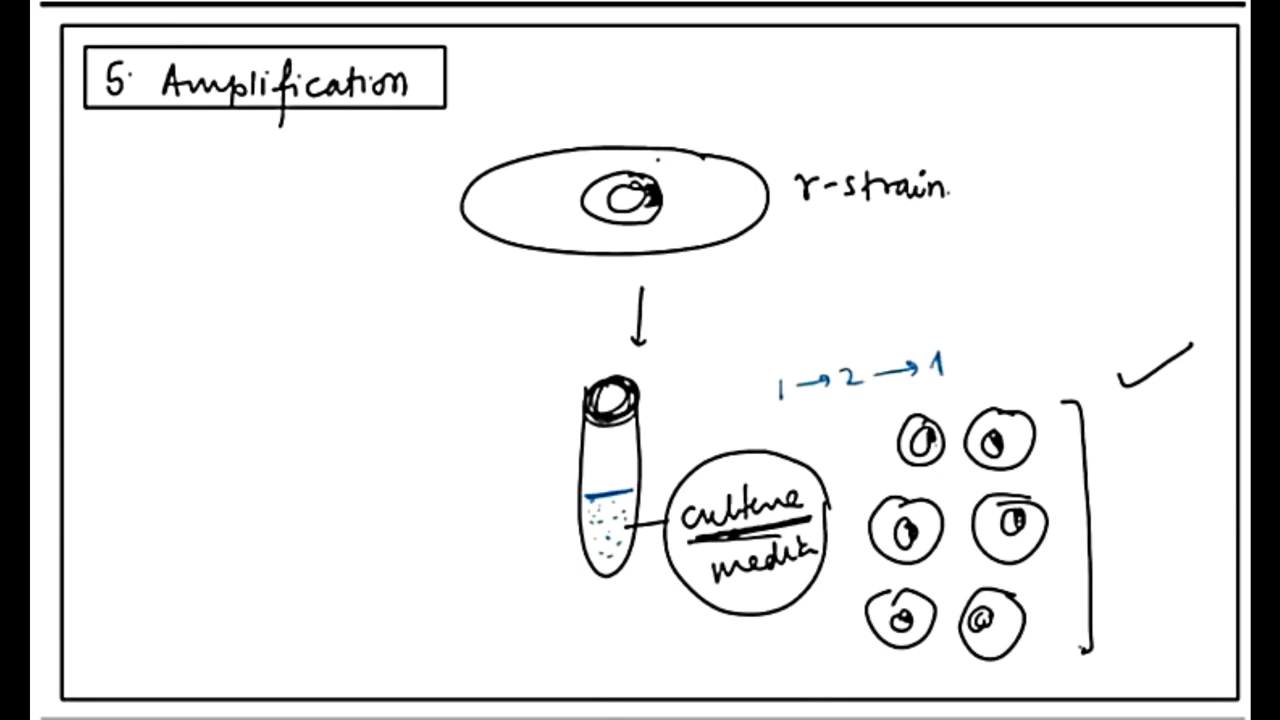 5. Amplification
r-strain.
1 → 2 → 1
culture
media